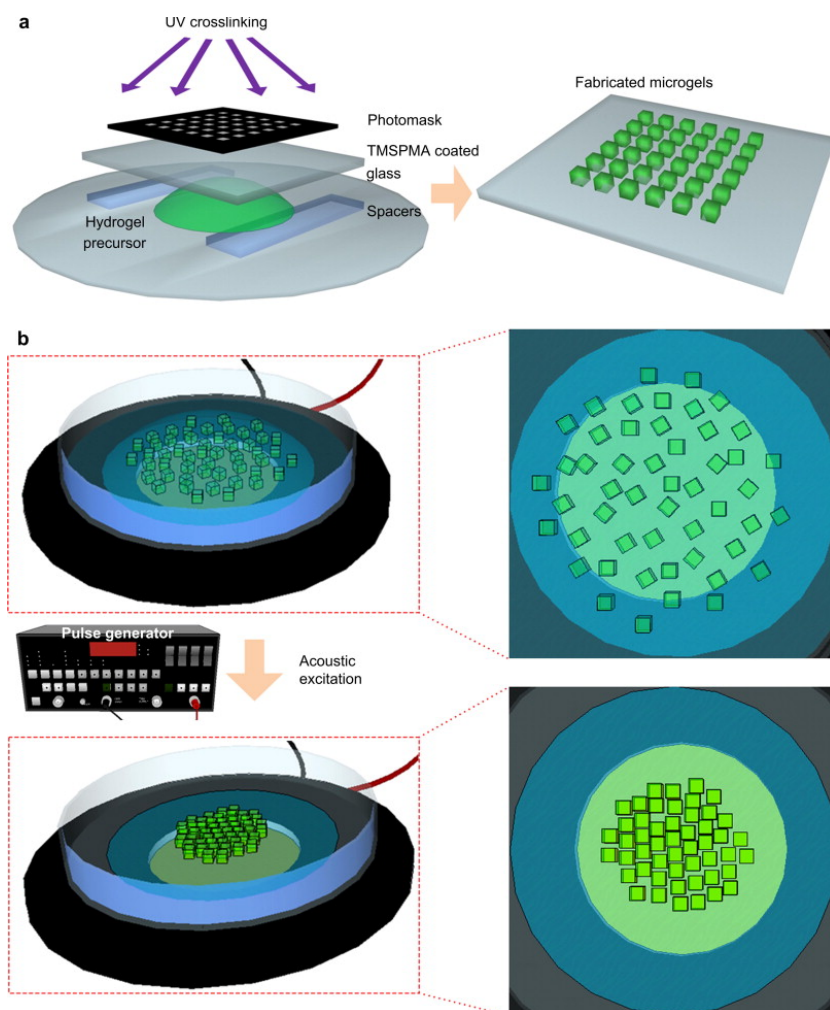 a
UV crosslinking
Photomask
TMSPMA coated
glass
Hydrogel
precursor
Spacers
Fabricated microgels
b
Pulse generator
Acoustic
excitation